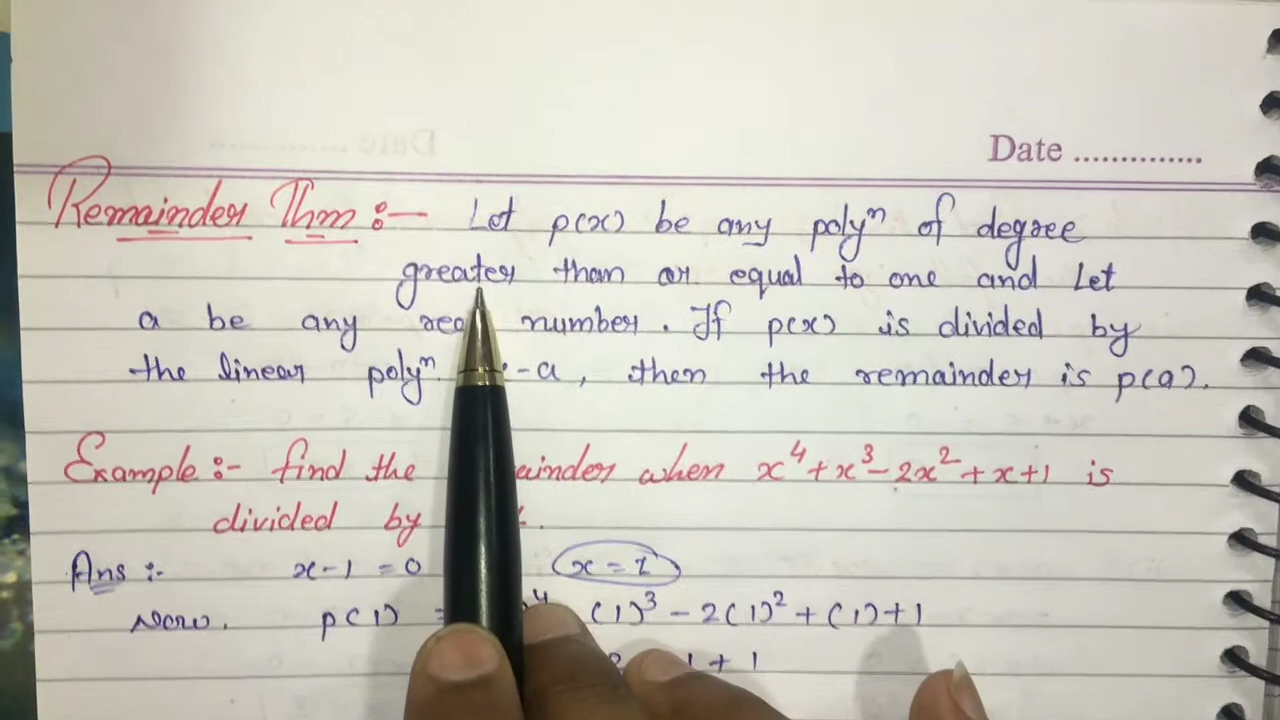 Date ..............
Remainder Thm :- Let p(x) be any polyⁿ of degree
greater than or equal to one and Let
a be any number. If p(x) is divided by
the linear polyⁿ -a, then the remainder is p(a).
Example :- find the when x⁴+x³-2x²+x+1 is
divided by
Ans :- x-1=0 x=1
Now. p(1) (1)³-2(1)²+(1)+1
1+1